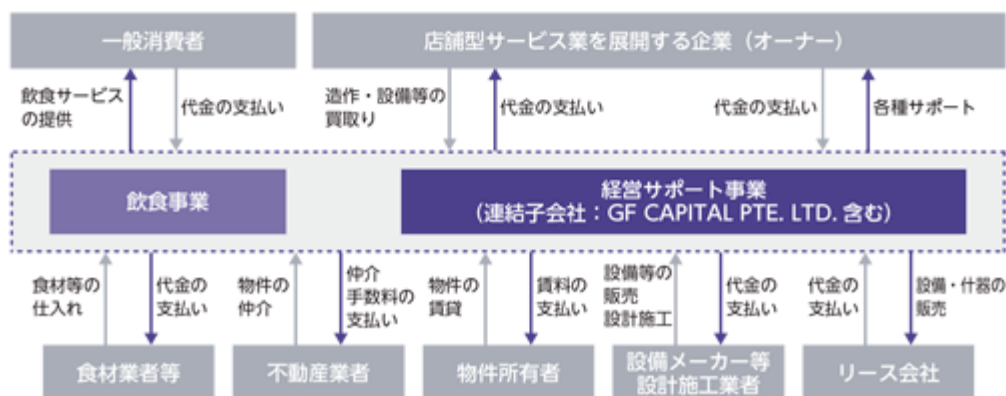 一般消費者
店舗型サービス業を展開する企業（オーナー）
飲食サービス
の提供
代金の支払い
造作・設備等の
買取り
代金の支払い
代金の支払い
各種サポート
飲食事業
経営サポート事業
（連結子会社：GF CAPITAL PTE. LTD. 含む）
食材等の
仕入れ
代金の
支払い
物件の
仲介
仲介
手数料の
支払い
物件の
賃貸
賃料の
支払い
設備等の
販売
設計施工
代金の
支払い
代金の
支払い
設備・什器の
販売
食材業者等
不動産業者
物件所有者
設備メーカー等
設計施工業者
リース会社